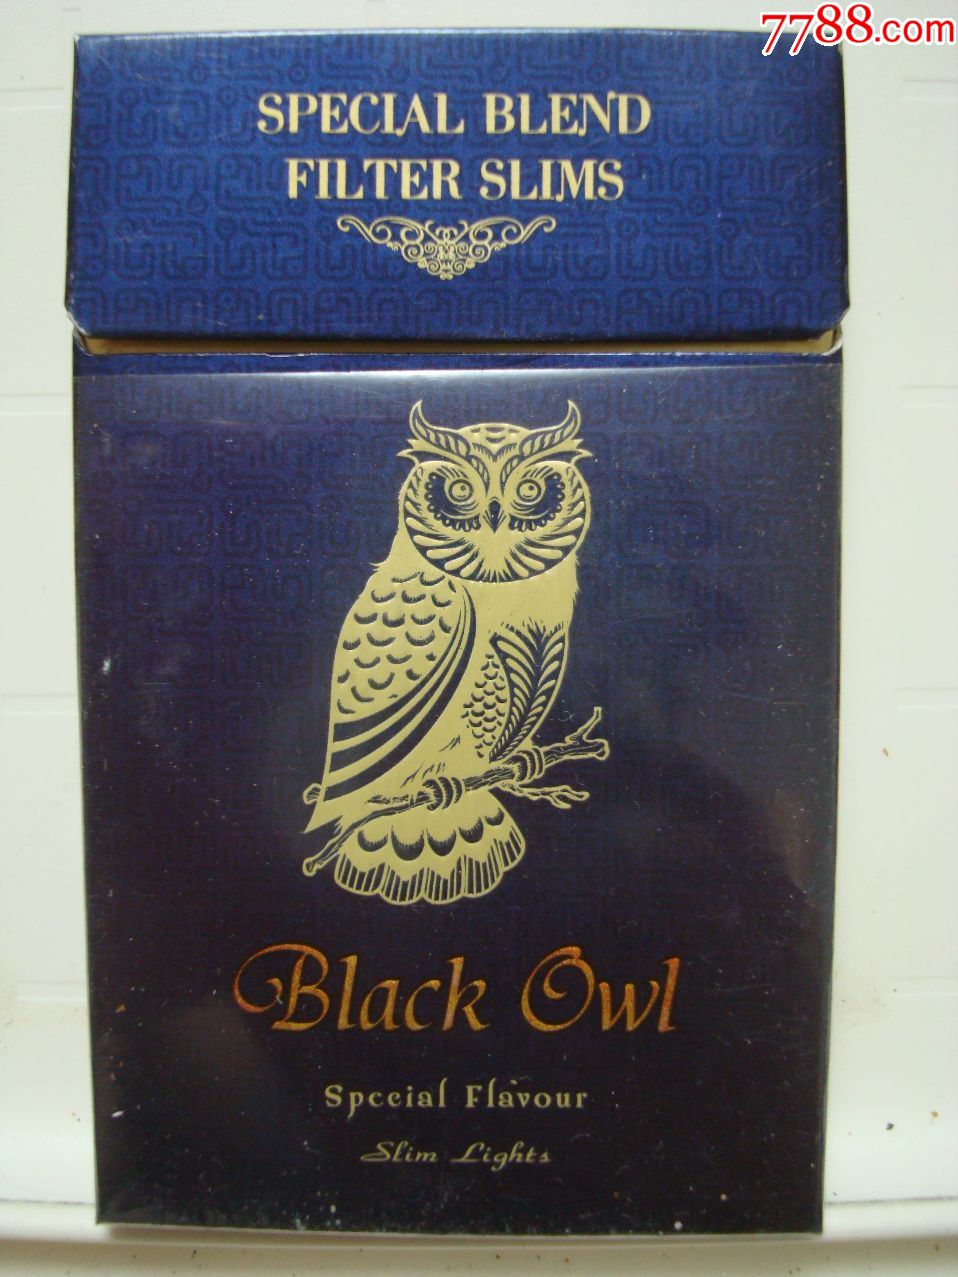 7788.com
SPECIAL BLEND
FILTER SLIMS
Black Owl
Special Flavour
Slim Lights